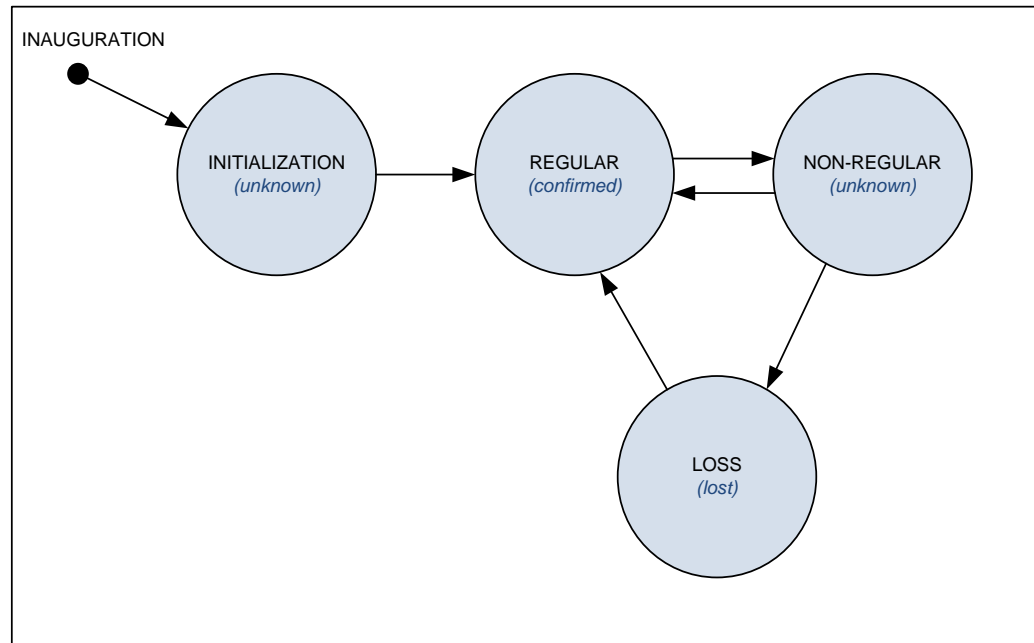 INAUGURATION
INITIALIZATION
(unknown)
REGULAR
(confirmed)
NON-REGULAR
(unknown)
LOSS
(lost)